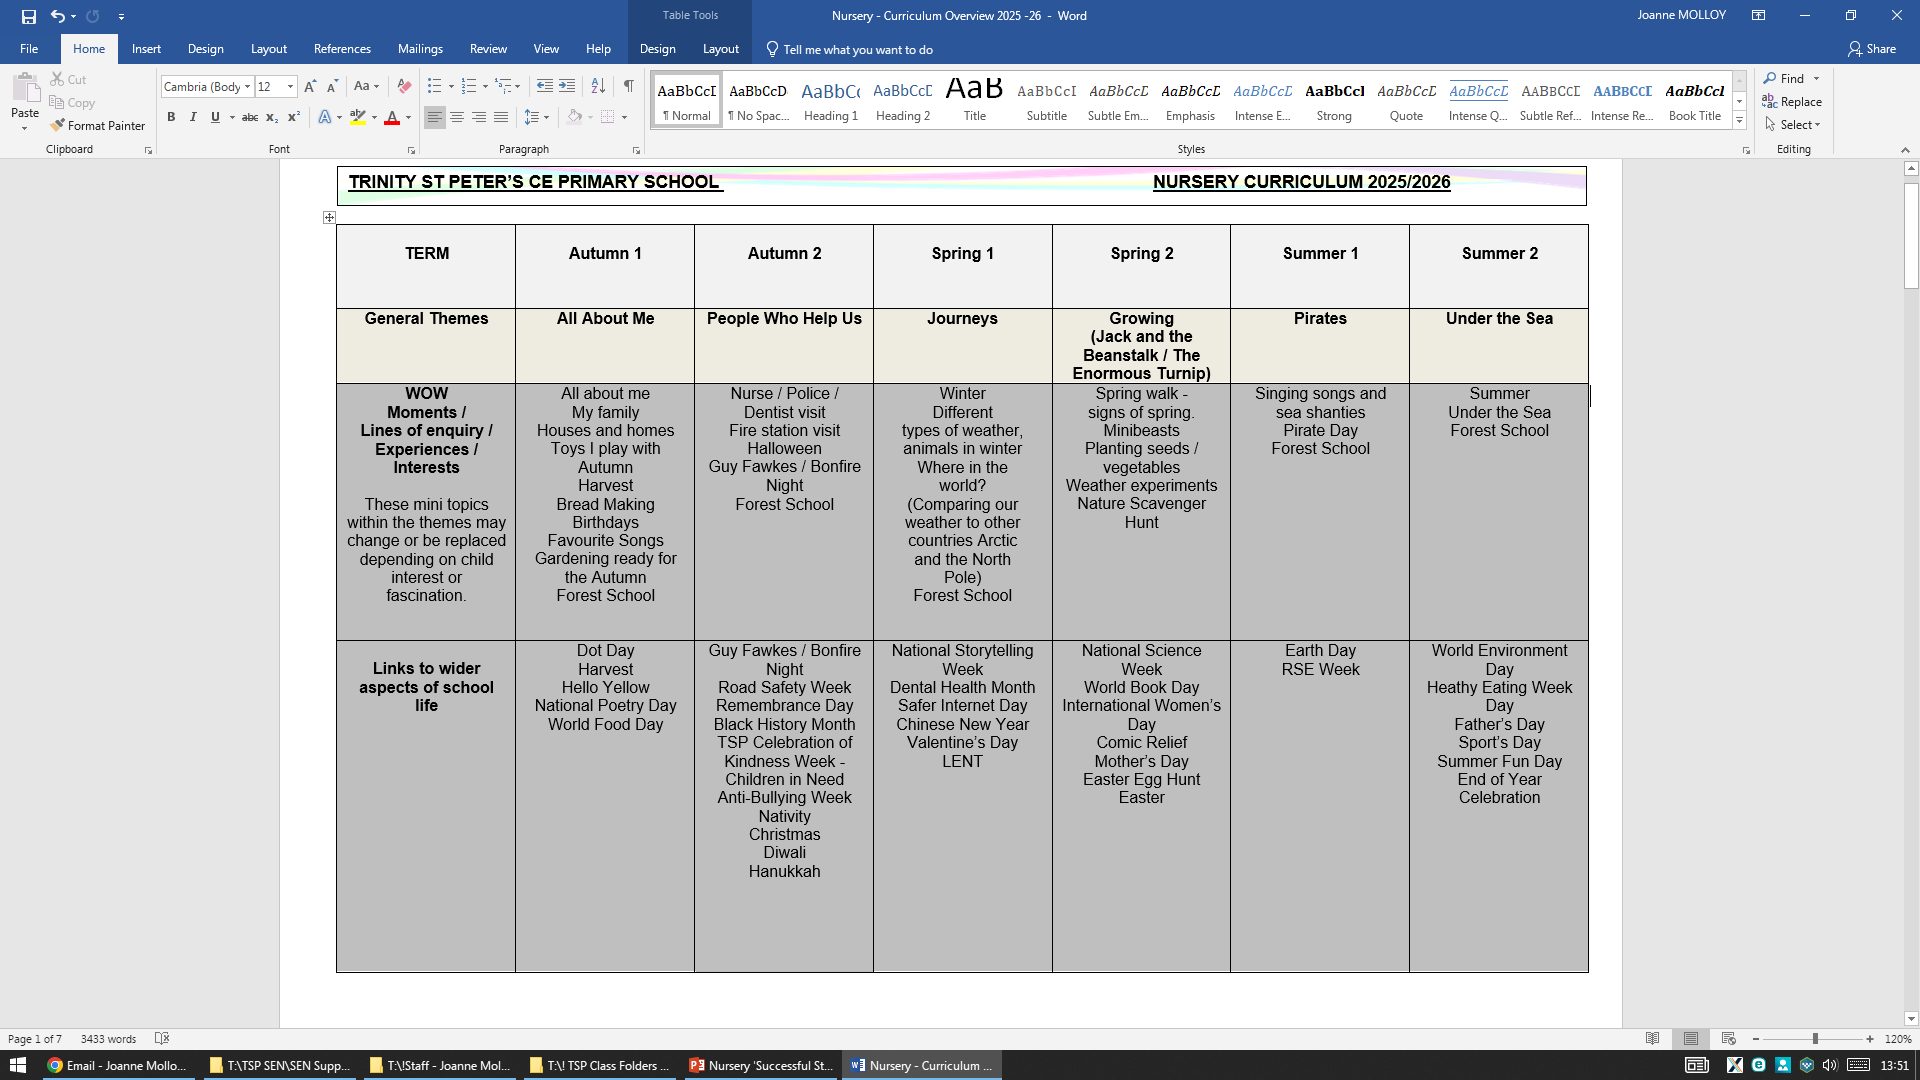 Table Tools
Nursery - Curriculum Overview 2025 -26 - Word
Joanne MOLLOY
File
Home
Insert
Design
Layout
References
Mailings
Review
View
Help
Design
Layout
Tell me what you want to do
Share
Paste
Cut
Copy
Format Painter
Clipboard
Cambria (Body
12
Font
Paragraph
AaBbCcI
¶ Normal
AaBbCcD
¶ No Spac...
AaBbC
Heading 1
AaBbCcD
Heading 2
AaB
Title
AaBbCcI
Subtitle
AaBbCcD
Subtle Em...
AaBbCcD
Emphasis
AaBbCcD
Intense E...
AaBbCcI
Strong
AaBbCcD
Quote
AaBbCcD
Intense Q...
AABBCCD
Subtle Ref...
AABBCCD
Intense Re...
AaBbCcI
Book Title
Styles
Find
Replace
Select
Editing
TRINITY ST PETER’S CE PRIMARY SCHOOL
NURSERY CURRICULUM 2025/2026
TERM
Autumn 1
Autumn 2
Spring 1
Spring 2
Summer 1
Summer 2
General Themes
All About Me
People Who Help Us
Journeys
Growing
(Jack and the
Beanstalk / The
Enormous Turnip)
Pirates
Under the Sea
WOW
Moments /
Lines of enquiry /
Experiences /
Interests
These mini topics
within the themes may
change or be replaced
depending on child
interest or
fascination.
All about me
My family
Houses and homes
Toys I play with
Autumn
Harvest
Bread Making
Birthdays
Favourite Songs
Gardening ready for
the Autumn
Forest School
Nurse / Police /
Dentist visit
Fire station visit
Halloween
Guy Fawkes / Bonfire
Night
Forest School
Winter
Different
types of weather,
animals in winter
Where in the
world?
(Comparing our
weather to other
countries Arctic
and the North
Pole)
Forest School
Spring walk -
signs of spring.
Minibeasts
Planting seeds /
vegetables
Weather experiments
Nature Scavenger
Hunt
Singing songs and
sea shanties
Pirate Day
Forest School
Summer
Under the Sea
Forest School
Links to wider
aspects of school
life
Dot Day
Harvest
Hello Yellow
National Poetry Day
World Food Day
Guy Fawkes / Bonfire
Night
Road Safety Week
Remembrance Day
Black History Month
TSP Celebration of
Kindness Week -
Children in Need
Anti-Bullying Week
Nativity
Christmas
Diwali
Hanukkah
National Storytelling
Week
Dental Health Month
Safer Internet Day
Chinese New Year
Valentine’s Day
LENT
National Science
Week
World Book Day
International Women’s
Day
Comic Relief
Mother’s Day
Easter Egg Hunt
Easter
Earth Day
RSE Week
World Environment
Day
Heathy Eating Week
Day
Father’s Day
Sport’s Day
Summer Fun Day
End of Year
Celebration
Page 1 of 7
3433 words
120%
Email - Joanne Mollo...
T:\TSP SEN\SEN Supp...
T:\!Staff - Joanne Mol...
T:\! TSP Class Folders ...
Nursery 'Successful St...
Nursery - Curriculum ...
13:51